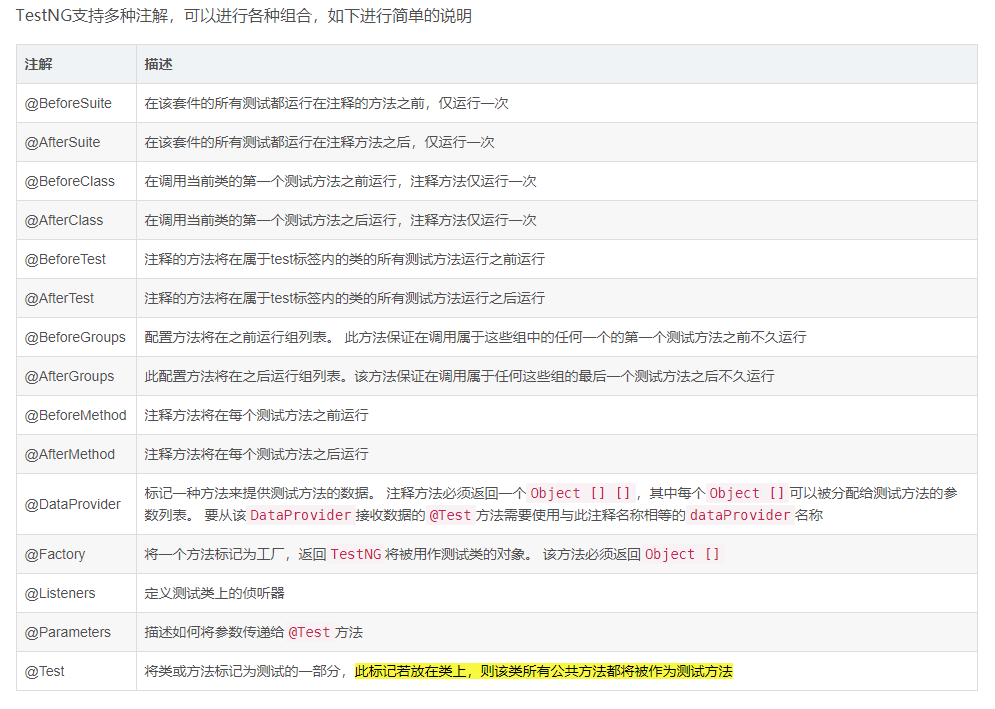 TestNG支持多种注解，可以进行各种组合，如下进行简单的说明
注解 描述
@BeforeSuite 在该套件的所有测试都运行在注释的方法之前，仅运行一次
@AfterSuite 在该套件的所有测试都运行在注释方法之后，仅运行一次
@BeforeClass 在调用当前类的第一个测试方法之前运行，注释方法仅运行一次
@AfterClass 在调用当前类的第一个测试方法之后运行，注释方法仅运行一次
@BeforeTest 注释的方法将在属于test标签内的类的所有测试方法运行之前运行
@AfterTest 注释的方法将在属于test标签内的类的所有测试方法运行之后运行
@BeforeGroups 配置方法将在之前运行组列表。 此方法保证在调用属于这些组中的任何一个的第一个测试方法之前不久运行
@AfterGroups 此配置方法将在之后运行组列表。该方法保证在调用属于任何这些组的最后一个测试方法之后不久运行
@BeforeMethod 注释方法将在每个测试方法之前运行
@AfterMethod 注释方法将在每个测试方法之后运行
@DataProvider 标记一种方法来提供测试方法的数据。 注释方法必须返回一个 Object [] []，其中每个 Object [] 可以被分配给测试方法的参
数列表。 要从该 DataProvider 接收数据的 @Test 方法需要使用与此注释名称相等的 dataProvider 名称
@Factory 将一个方法标记为工厂，返回 TestNG 将被用作测试类的对象。 该方法必须返回 Object []
@Listeners 定义测试类上的侦听器
@Parameters 描述如何将参数传递给 @Test 方法
@Test 将类或方法标记为测试的一部分，此标记若放在类上，则该类所有公共方法都将被作为测试方法